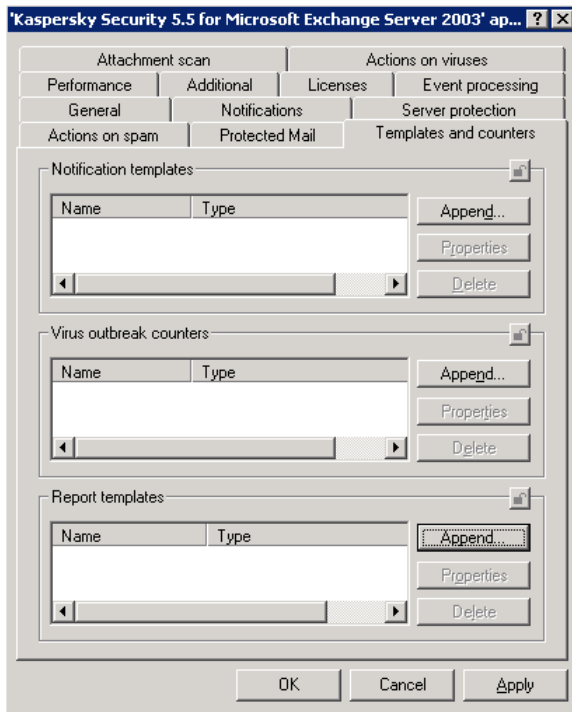 'Kaspersky Security 5.5 for Microsoft Exchange Server 2003' ap...
Attachment scan Actions on viruses
Performance Additional Licenses Event processing
General Notifications Server protection
Actions on spam Protected Mail Templates and counters
Notification templates
Name Type
Append...
Properties
Delete
Virus outbreak counters
Name Type
Append...
Properties
Delete
Report templates
Name Type
Append...
Properties
Delete
OK Cancel Apply